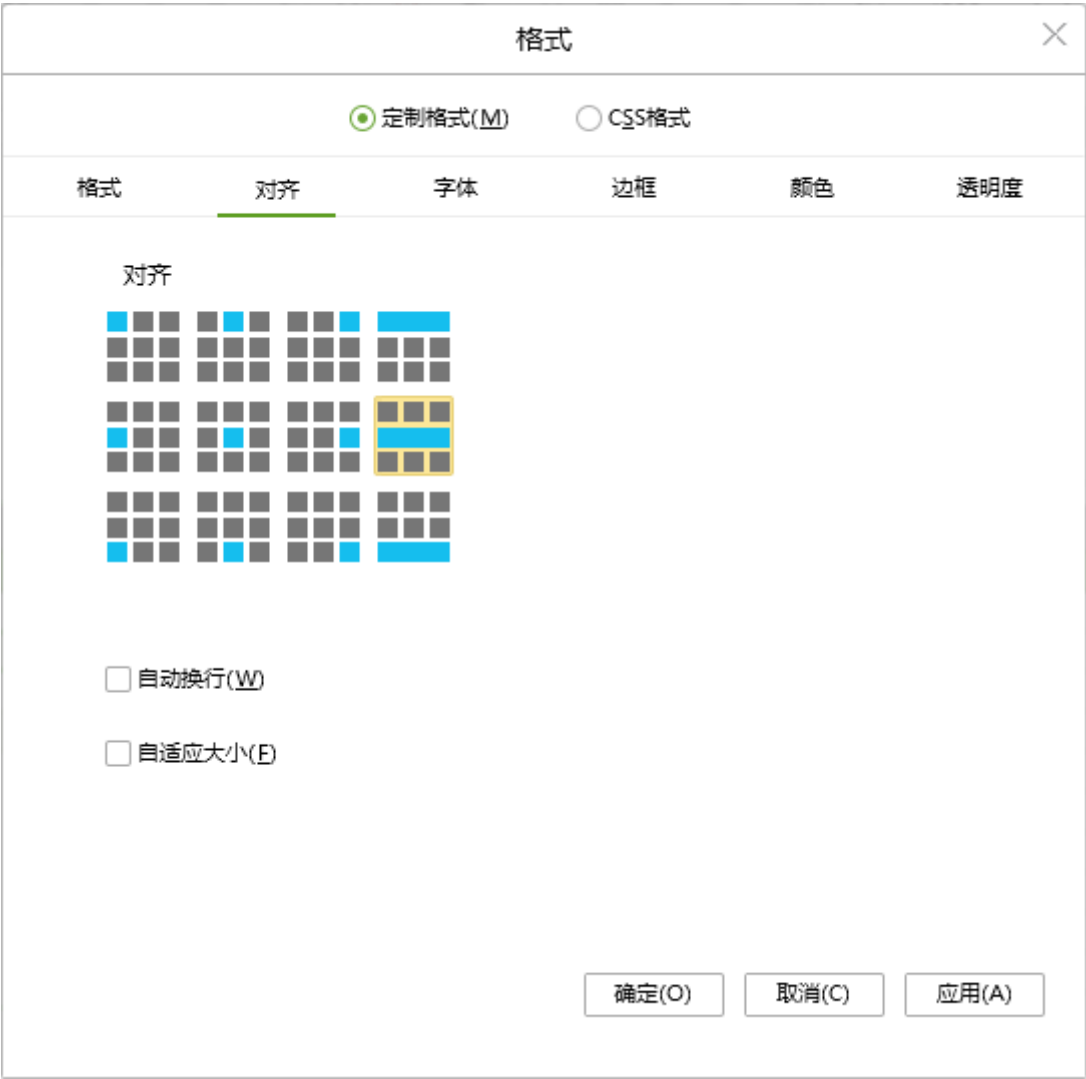 格式
定制格式(M) CSS格式
格式 对齐 字体 边框 颜色 透明度
对齐
自动换行(W)
自适应大小(F)
确定(O) 取消(C) 应用(A)